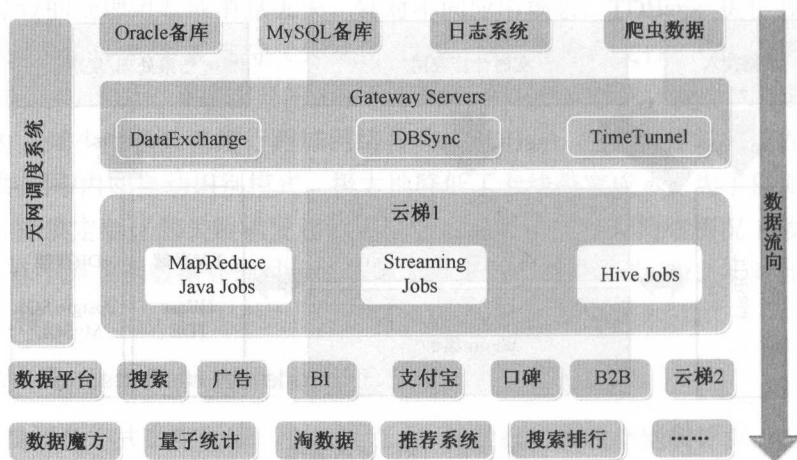 Oracle备库
MySQL备库
日志系统
爬虫数据
天网调度系统
Gateway Servers
DataExchange
DBSync
TimeTunnel
云梯1
MapReduce
Java Jobs
Streaming
Jobs
Hive Jobs
数据流向
数据平台
搜索
广告
BI
支付宝
口碑
B2B
云梯2
数据魔方
量子统计
淘数据
推荐系统
搜索排行
……